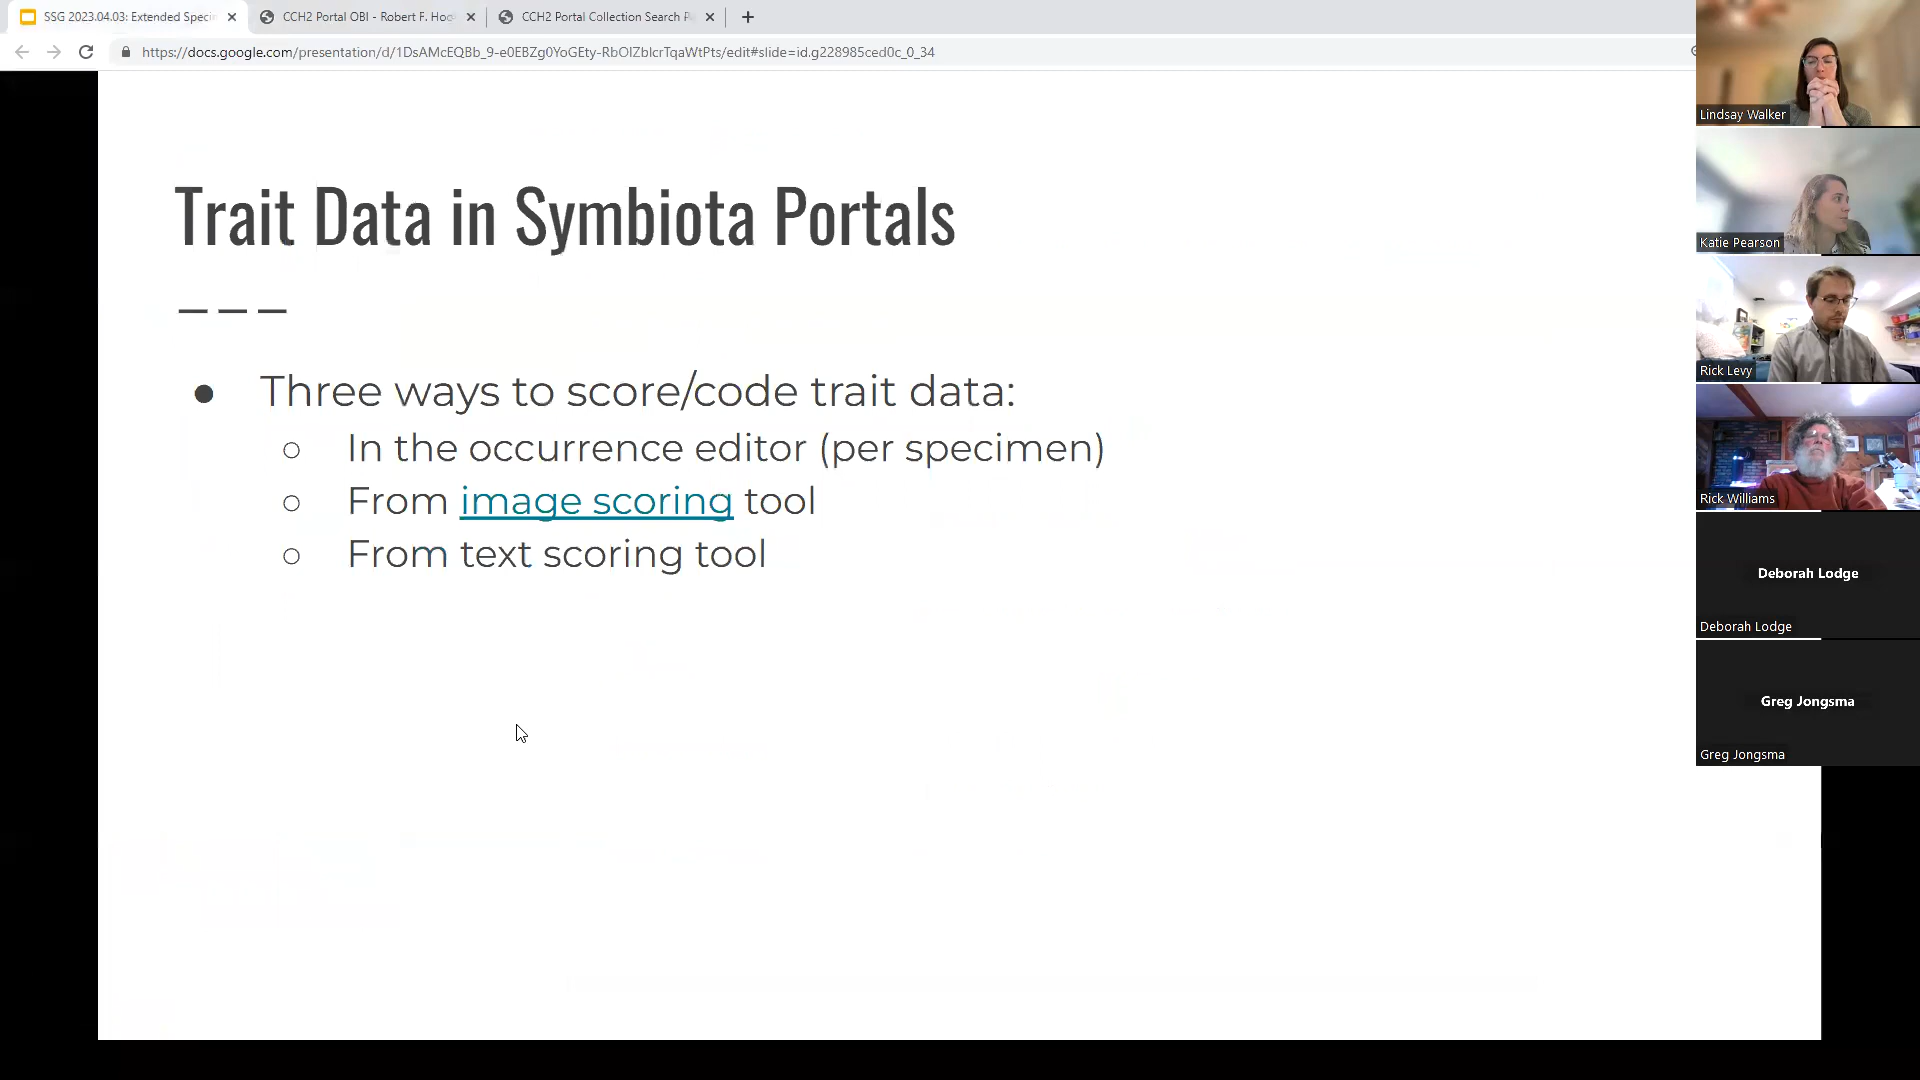 SSG 2023.04.03: Extended Speci
CCH2 Portal OBI - Robert F. Hoo
CCH2 Portal Collection Search P
https://docs.google.com/presentation/d/1DsAMcEQBb_9-e0EBZg0YoGEty-RbOlZblcrTqaWtPts/edit#slide=id.g228985ced0c_0_34
Trait Data in Symbiota Portals
Three ways to score/code trait data:
In the occurrence editor (per specimen)
From image scoring tool
From text scoring tool
Lindsay Walker
Katie Pearson
Rick Levy
Rick Williams
Deborah Lodge
Deborah Lodge
Greg Jongsma
Greg Jongsma